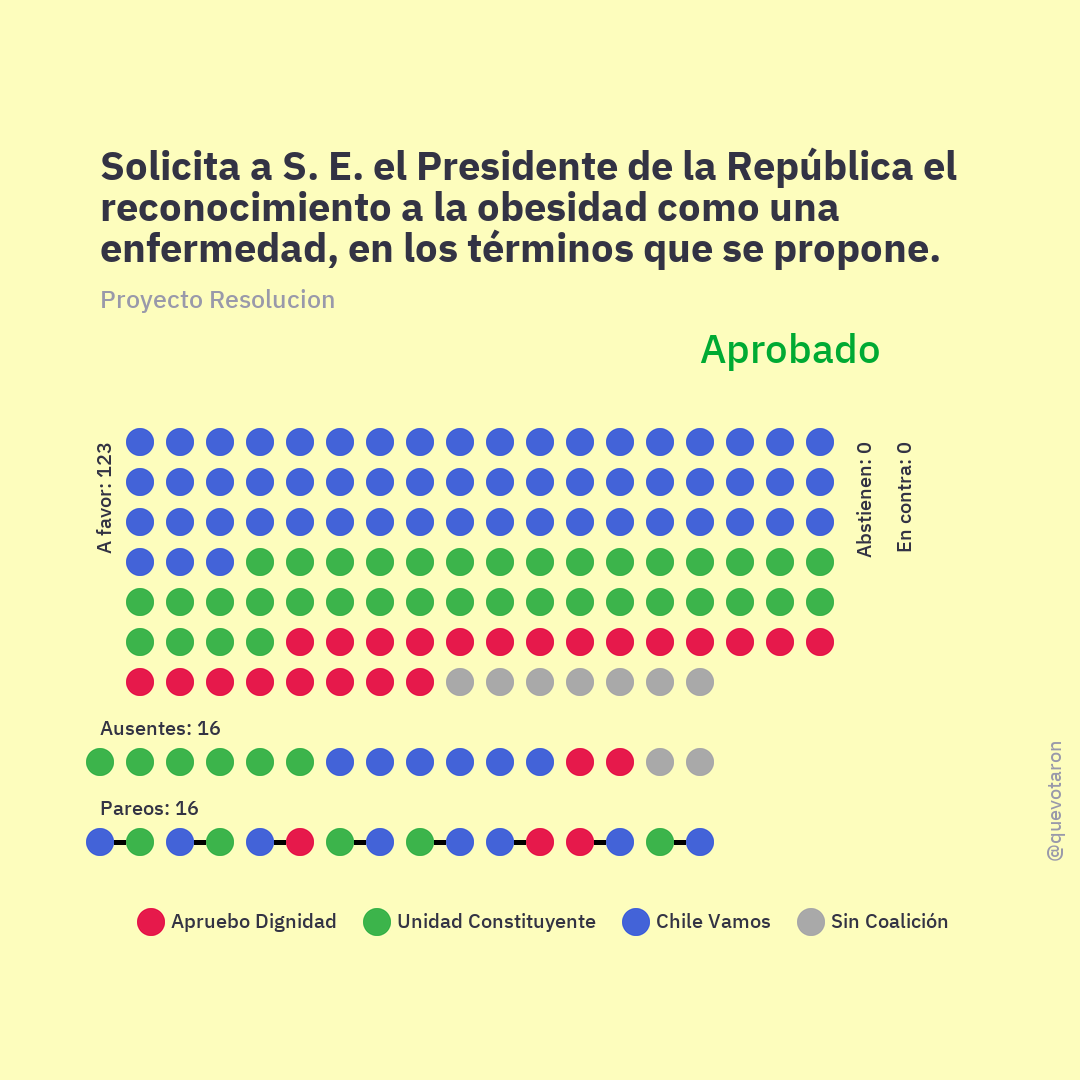 Solicita a S. E. el Presidente de la República el
reconocimiento a la obesidad como una
enfermedad, en los términos que se propone.
Proyecto Resolucion
Aprobado
A favor: 123
Abstienen: 0
En contra: 0
Ausentes: 16
Pareos: 16
@quevotaron
Apruebo Dignidad
Unidad Constituyente
Chile Vamos
Sin Coalición